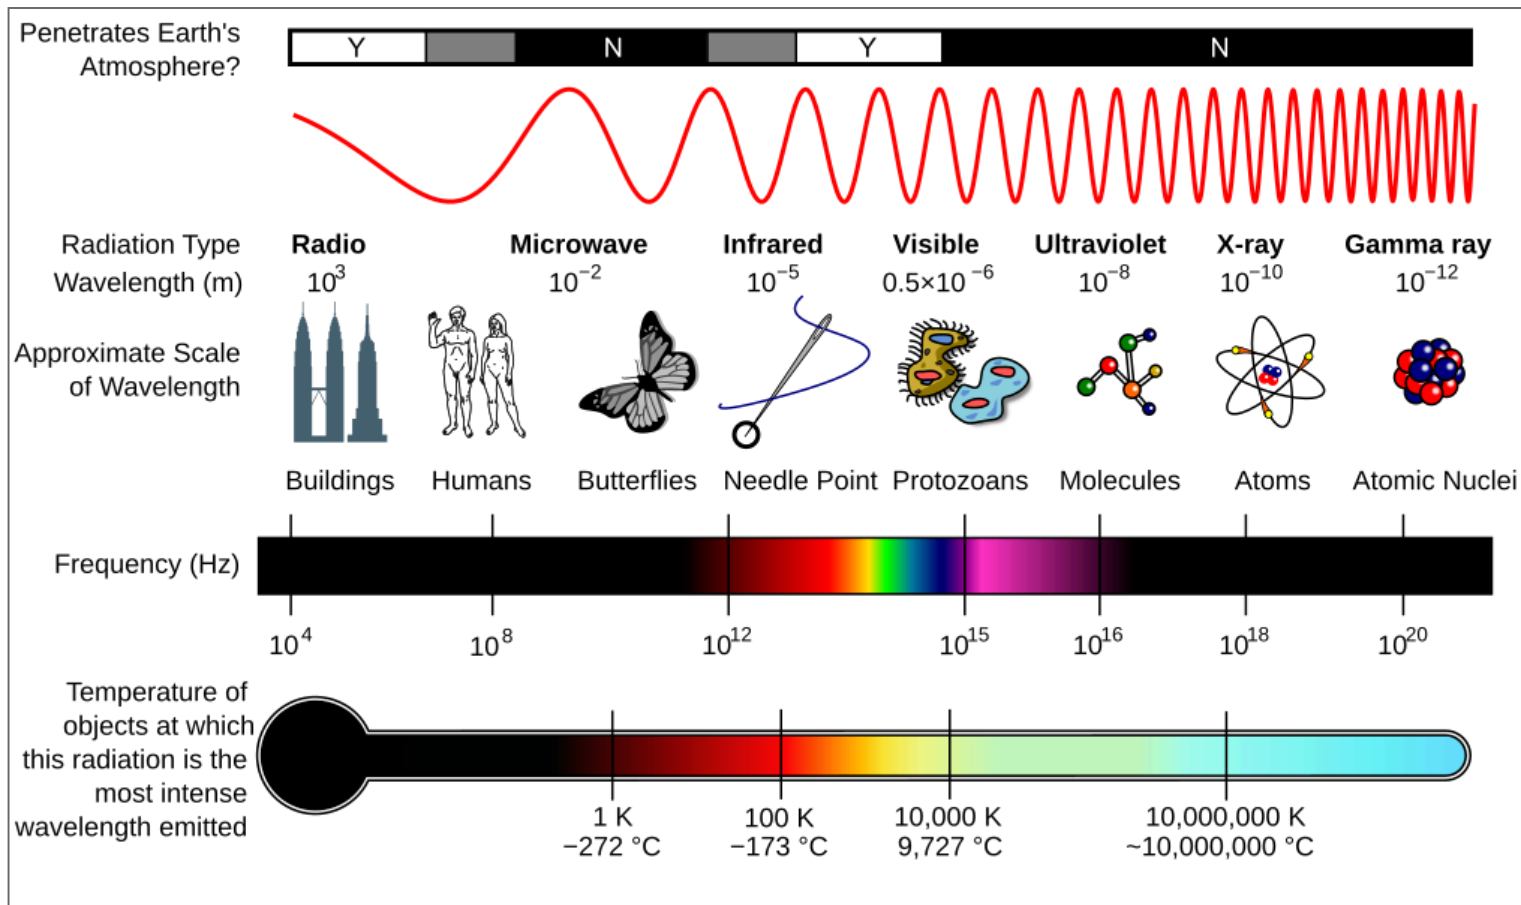 Penetrates Earth's
Atmosphere?
Y N Y N
Radiation Type
Radio Microwave Infrared Visible Ultraviolet X-ray Gamma ray
Wavelength (m)
10³ 10⁻² 10⁻⁵ 0.5×10⁻⁶ 10⁻⁸ 10⁻¹⁰ 10⁻¹²
Approximate Scale
of Wavelength
Buildings Humans Butterflies Needle Point Protozoans Molecules Atoms Atomic Nuclei
Frequency (Hz)
10⁴ 10⁸ 10¹² 10¹⁵ 10¹⁶ 10¹⁸ 10²⁰
Temperature of
objects at which
this radiation is the
most intense
wavelength emitted
1 K 100 K 10,000 K 10,000,000 K
−272 °C −173 °C 9,727 °C ~10,000,000 °C